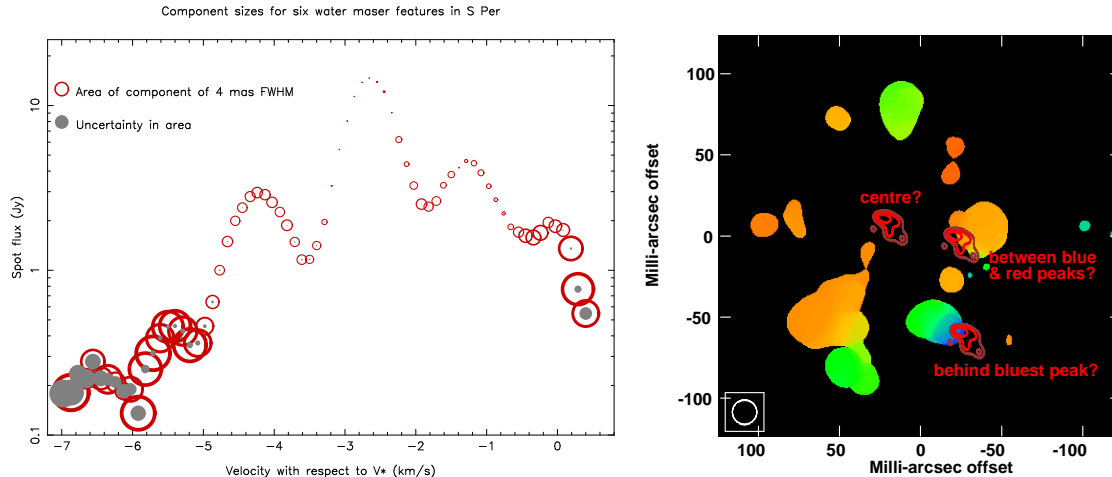 Component sizes for six water maser features in S Per
Area of component of 4 mas FWHM
Uncertainty in area
Spot flux (Jy)
10
1
0.1
-7 -6 -5 -4 -3 -2 -1 0
Velocity with respect to V* (km/s)
Milli-arcsec offset
100
50
0
-50
-100
centre?
between blue
& red peaks?
behind bluest peak?
100 50 0 -50 -100
Milli-arcsec offset